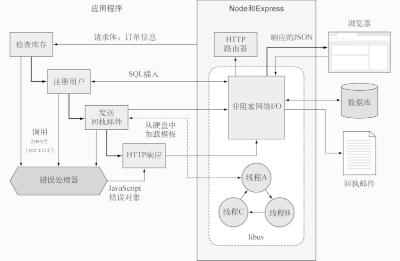 应用程序
Node和Express
浏览器
检查库存
请求体：订单信息
HTTP
路由器
响应的JSON
注册用户
SQL插入
非阻塞网络I/O
数据库
发送
回执邮件
从硬盘中
加载模板
调用
next
(error)
HTTP响应
线程A
线程C
线程B
回执邮件
错误处理器
JavaScript
错误对象
libuv